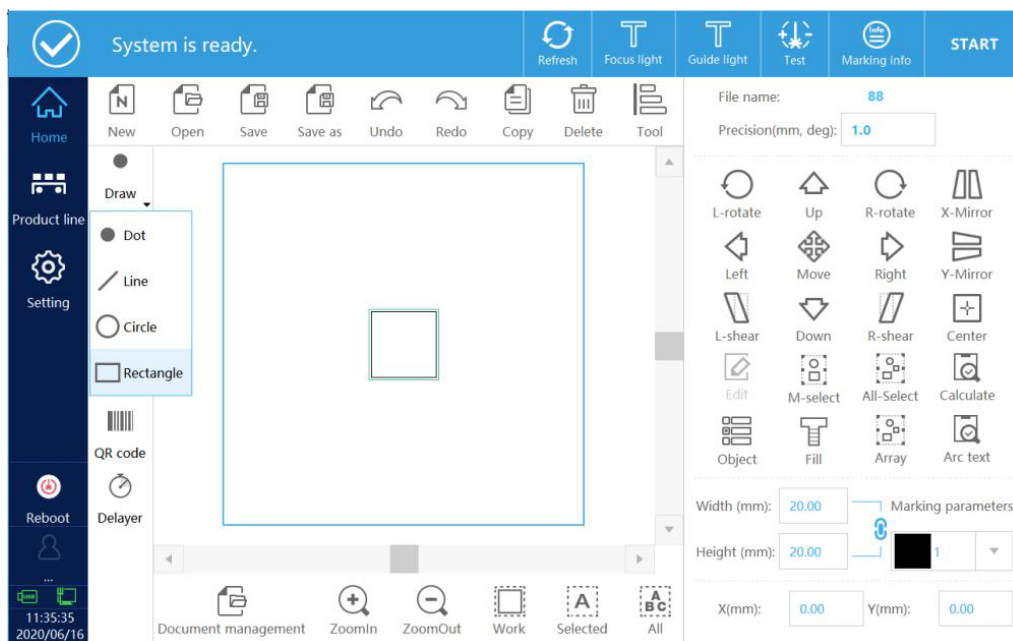 System is ready.
Refresh
Focus light
Guide light
Test
Info
Marking info
START
Home
Product line
Setting
Reboot
...
USB
11:35:35
2020/06/16
N
New
Open
Save
Save as
Undo
Redo
Copy
Delete
Tool
Draw
Dot
Line
Circle
Rectangle
QR code
Delayer
Document management
ZoomIn
ZoomOut
Work
A
Selected
A
B C
All
File name: 88
Precision(mm, deg): 1.0
L-rotate Up R-rotate X-Mirror
Left Move Right Y-Mirror
L-shear Down R-shear Center
Edit M-select All-Select Calculate
Object Fill Array Arc text
Width (mm): 20.00 Marking parameters
Height (mm): 20.00 1
X(mm): 0.00 Y(mm): 0.00